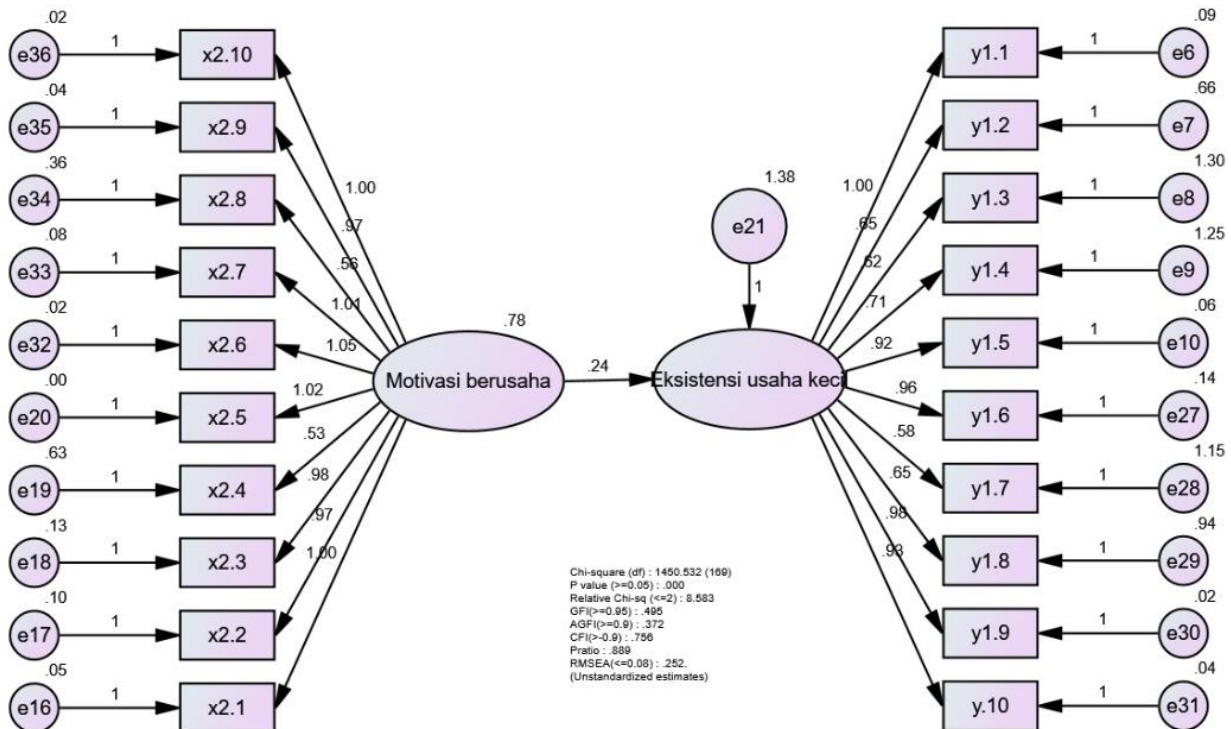 .02
e36
1
x2.10
.04
e35
1
x2.9
.36
e34
1
x2.8
.08
e33
1
x2.7
.02
e32
1
x2.6
.00
e20
1
x2.5
.63
e19
1
x2.4
.13
e18
1
x2.3
.10
e17
1
x2.2
.05
e16
1
x2.1
1.00
.97
.56
1.01
1.05
1.02
.53
.98
.97
1.00
.78
Motivasi berusaha
.24
1.38
e21
1
Eksistensi usaha kecil
1.00
.65
.52
.71
.92
.96
.58
.65
.98
.93
.09
y1.1
1
e6
.66
y1.2
1
e7
1.30
y1.3
1
e8
1.25
y1.4
1
e9
.06
y1.5
1
e10
.14
y1.6
1
e27
1.15
y1.7
1
e28
.94
y1.8
1
e29
.02
y1.9
1
e30
.04
y.10
1
e31
Chi-square (df) : 1450.532 (169)
P value (>=0.05) : .000
Relative Chi-sq (<=2) : 8.583
GFI(>=0.95) : .495
AGFI(>=0.9) : .372
CFI(>-0.9) : .756
Pratio : .889
RMSEA(<=0.08) : .252.
(Unstandardized estimates)